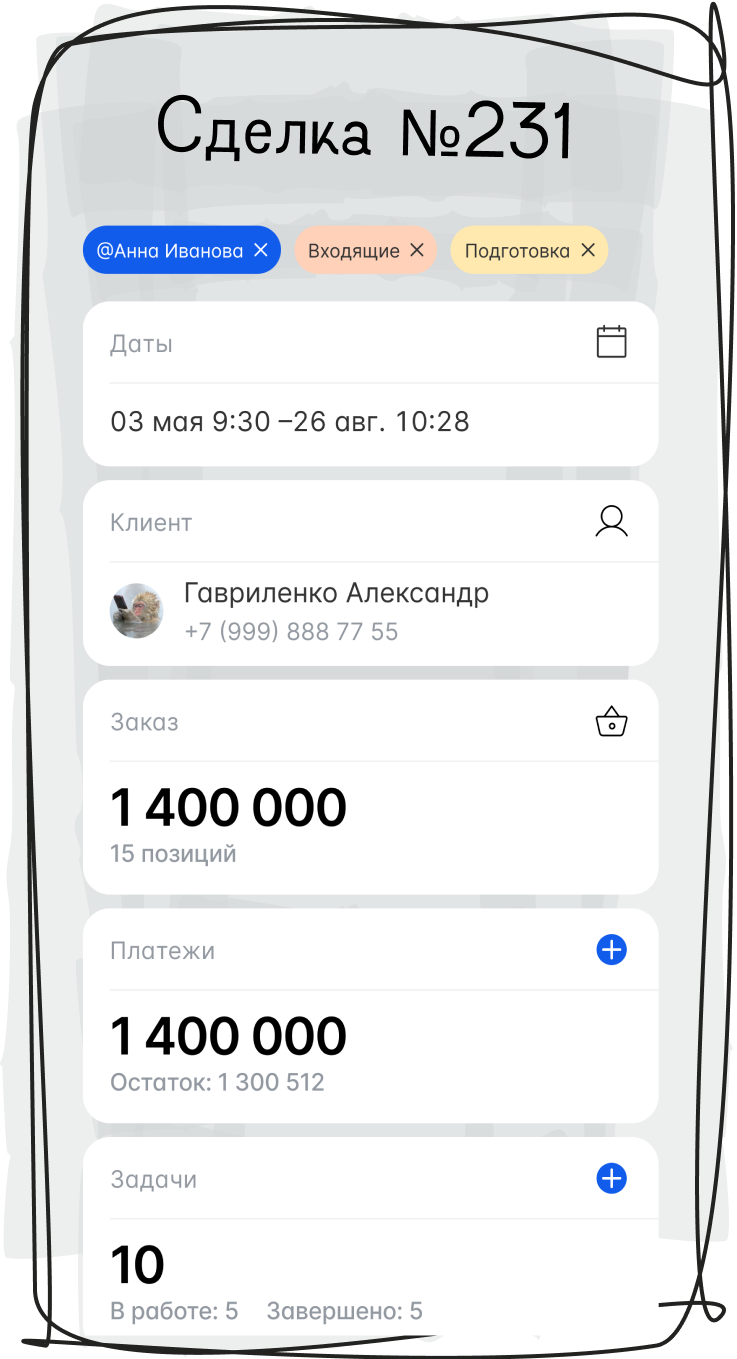 Сделка №231
@Анна Иванова Входящие Подготовка
Даты
03 мая 9:30 –26 авг. 10:28
Клиент
Гавриленко Александр
+7 (999) 888 77 55
Заказ
1 400 000
15 позиций
Платежи
1 400 000
Остаток: 1 300 512
Задачи
10
В работе: 5 Завершено: 5